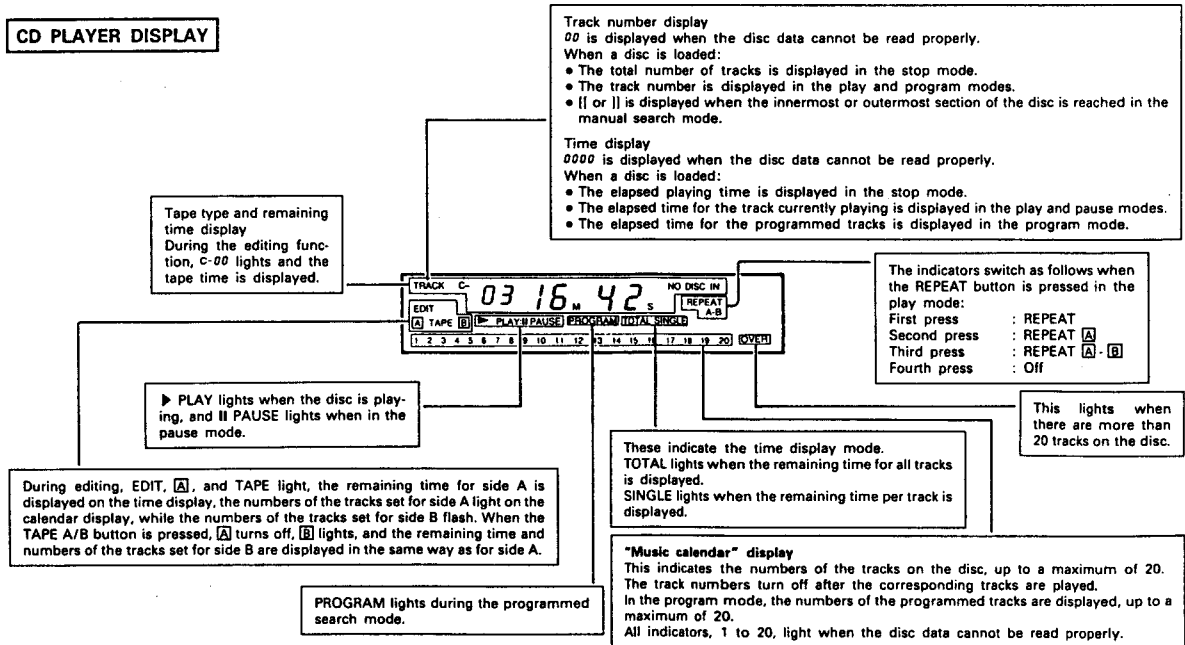 CD PLAYER DISPLAY
Track number display
00 is displayed when the disc data cannot be read properly.
When a disc is loaded:
• The total number of tracks is displayed in the stop mode.
• The track number is displayed in the play and program modes.
• [[ or ]] is displayed when the innermost or outermost section of the disc is reached in the
manual search mode.
Time display
0000 is displayed when the disc data cannot be read properly.
When a disc is loaded:
• The elapsed playing time is displayed in the stop mode.
• The elapsed time for the track currently playing is displayed in the play and pause modes.
• The elapsed time for the programmed tracks is displayed in the program mode.
Tape type and remaining
time display
During the editing func-
tion, C-00 lights and the
tape time is displayed.
TRACK C- 03 16 M 42 S NO DISC IN
REPEAT
A-B
EDIT
A TAPE B ▶ PLAY II PAUSE PROGRAM TOTAL SINGLE
1 2 3 4 5 6 7 8 9 10 11 12 13 14 15 16 17 18 19 20 OVER
The indicators switch as follows when
the REPEAT button is pressed in the
play mode:
First press : REPEAT
Second press : REPEAT A
Third press : REPEAT A - B
Fourth press : Off
▶ PLAY lights when the disc is play-
ing, and II PAUSE lights when in the
pause mode.
This lights when
there are more than
20 tracks on the disc.
These indicate the time display mode.
TOTAL lights when the remaining time for all tracks
is displayed.
SINGLE lights when the remaining time per track is
displayed.
During editing, EDIT, A, and TAPE light, the remaining time for side A is
displayed on the time display, the numbers of the tracks set for side A light on the
calendar display, while the numbers of the tracks set for side B flash. When the
TAPE A/B button is pressed, A turns off, B lights, and the remaining time and
numbers of the tracks set for side B are displayed in the same way as for side A.
PROGRAM lights during the programmed
search mode.
"Music calendar" display
This indicates the numbers of the tracks on the disc, up to a maximum of 20.
The track numbers turn off after the corresponding tracks are played.
In the program mode, the numbers of the programmed tracks are displayed, up to a
maximum of 20.
All indicators, 1 to 20, light when the disc data cannot be read properly.